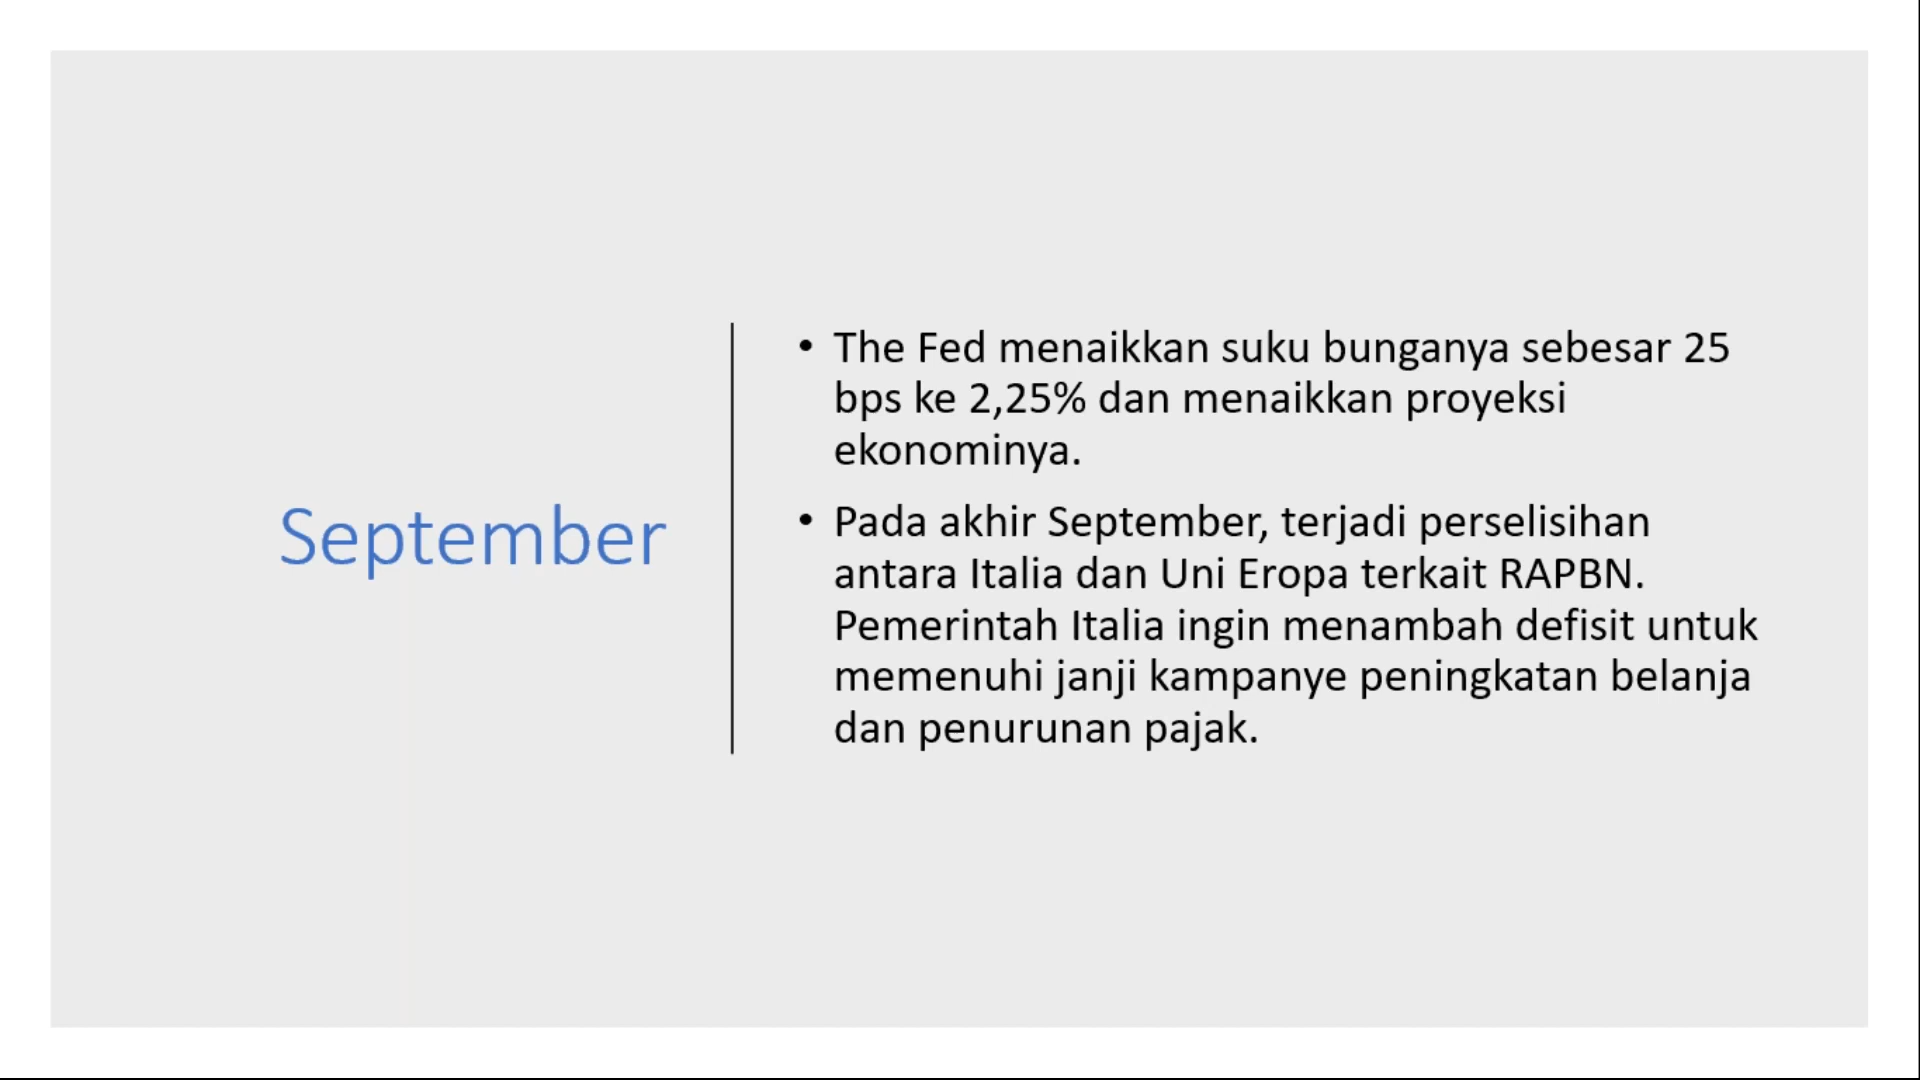 September
• The Fed menaikkan suku bunganya sebesar 25
bps ke 2,25% dan menaikkan proyeksi
ekonominya.
• Pada akhir September, terjadi perselisihan
antara Italia dan Uni Eropa terkait RAPBN.
Pemerintah Italia ingin menambah defisit untuk
memenuhi janji kampanye peningkatan belanja
dan penurunan pajak.